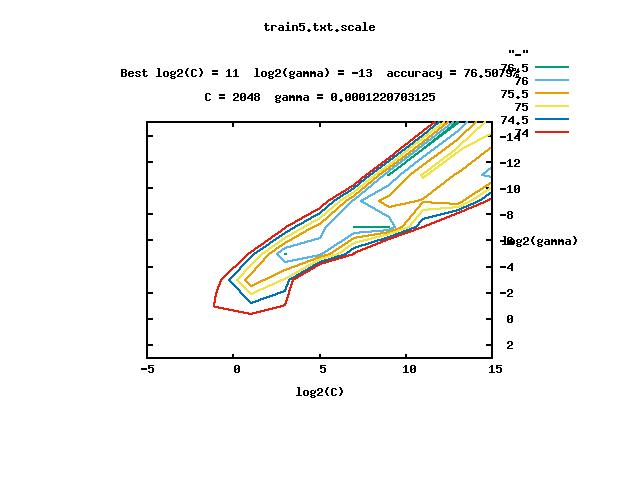 train5.txt.scale
"-"
Best log2(C) = 11 log2(gamma) = -13 accuracy = 76.5079%
C = 2048 gamma = 0.0001220703125
76.5
76
75.5
75
74.5
74
-14
-12
-10
-8
-6
log2(gamma)
-4
-2
0
2
-5 0 5 10 15
log2(C)